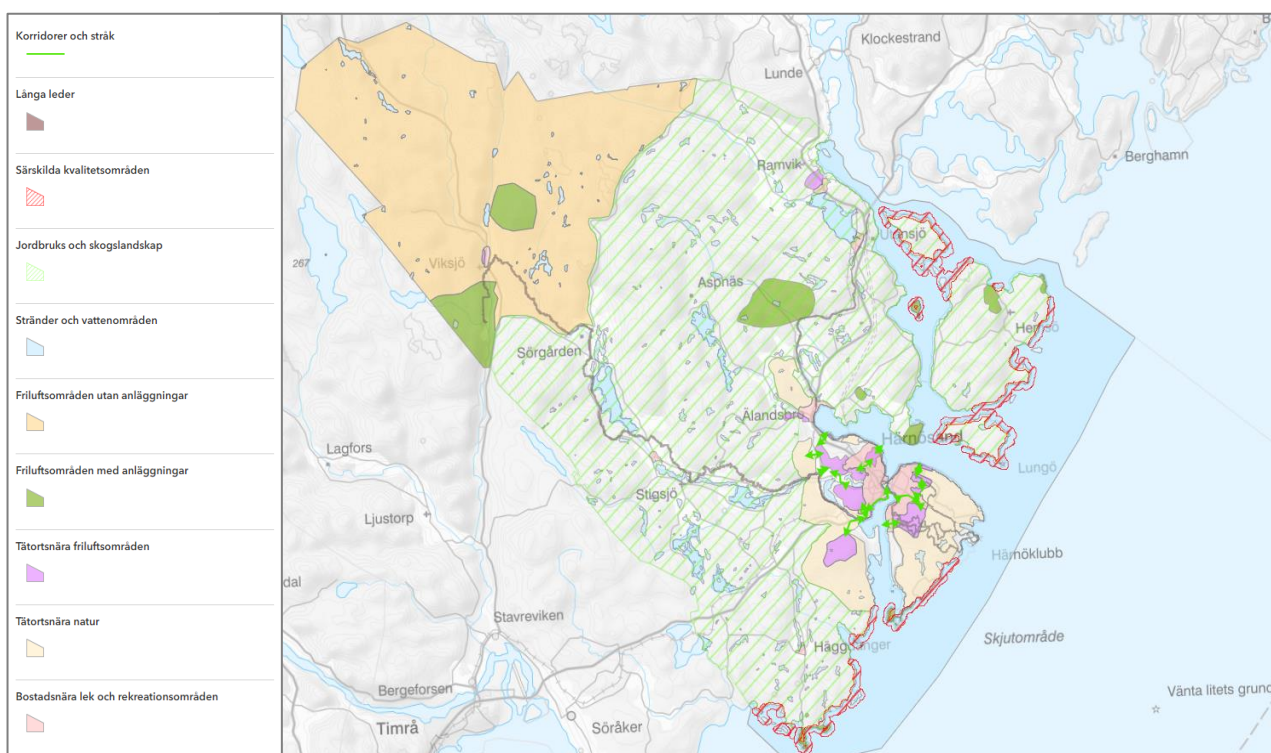 Korridorer och stråk
Långa leder
Särskilda kvalitetsområden
Jordbruks och skogslandskap
Stränder och vattenområden
Friluftsområden utan anläggningar
Friluftsområden med anläggningar
Tätortsnära friluftsområden
Tätortsnära natur
Bostadsnära lek och rekreationsområden
Klockestrand
Lunde
Berghamn
Ramvik
267
Viksjö
Aspnäs
Sörgården
Älandsbro
Härnösand
Lagfors
Lungö
Stigsjö
Ljustorp
Härnöklubb
dal
Stavreviken
Skjutområde
Bergeforsen
Vänta litets grund
Timrå
Söråker